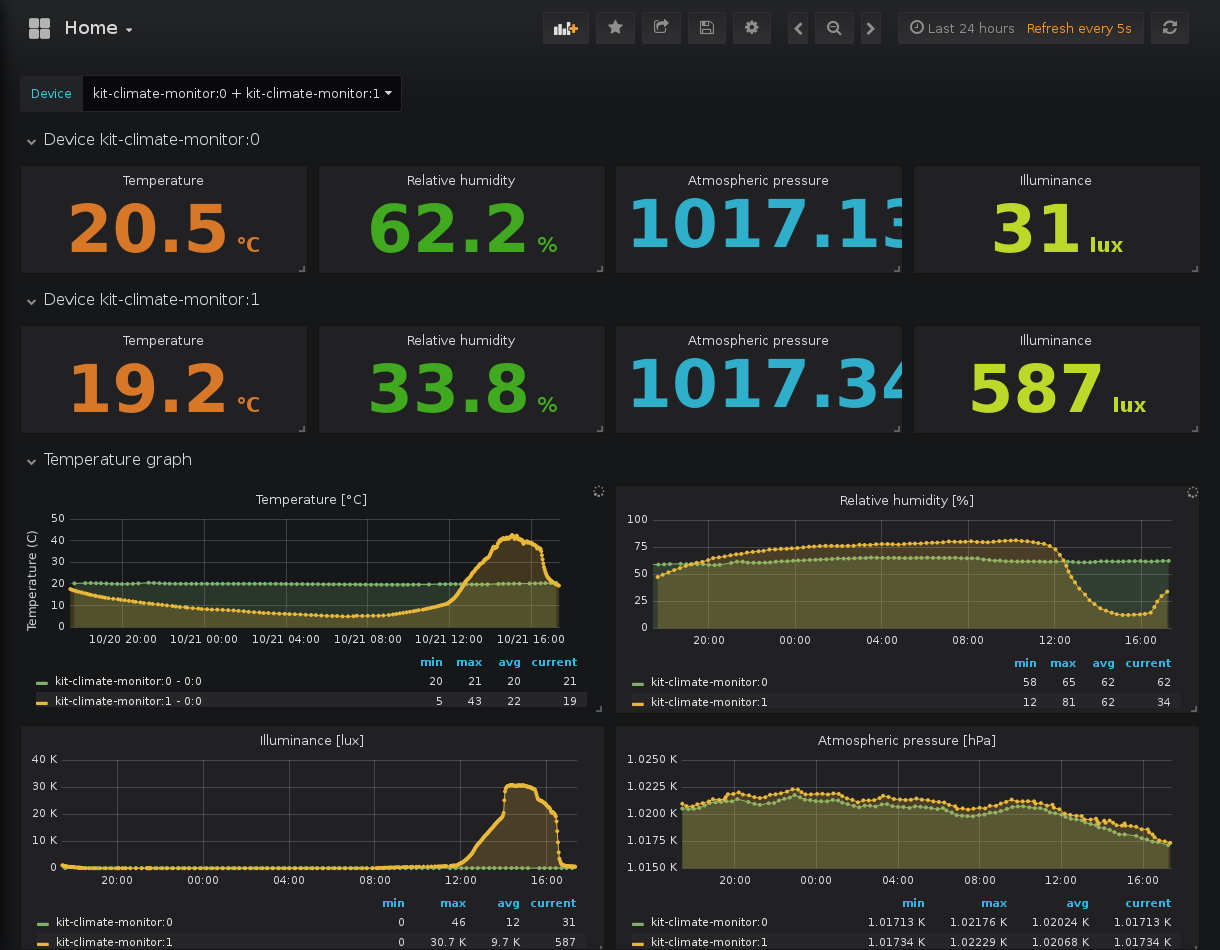 Home
Last 24 hours Refresh every 5s
Device kit-climate-monitor:0 + kit-climate-monitor:1
Device kit-climate-monitor:0
Temperature Relative humidity Atmospheric pressure Illuminance
20.5 °C 62.2 % 1017.13 31 lux
Device kit-climate-monitor:1
Temperature Relative humidity Atmospheric pressure Illuminance
19.2 °C 33.8 % 1017.34 587 lux
Temperature graph
Temperature [°C]
Temperature (C)
50
40
30
20
10
0
10/20 20:00 10/21 00:00 10/21 04:00 10/21 08:00 10/21 12:00 10/21 16:00
min max avg current
kit-climate-monitor:0 - 0:0 20 21 20 21
kit-climate-monitor:1 - 0:0 5 43 22 19
Relative humidity [%]
100
75
50
25
0
20:00 00:00 04:00 08:00 12:00 16:00
min max avg current
kit-climate-monitor:0 58 65 62 62
kit-climate-monitor:1 12 81 62 34
Illuminance [lux]
40 K
30 K
20 K
10 K
0
20:00 00:00 04:00 08:00 12:00 16:00
min max avg current
kit-climate-monitor:0 0 46 12 31
kit-climate-monitor:1 0 30.7 K 9.7 K 587
Atmospheric pressure [hPa]
1.0250 K
1.0225 K
1.0200 K
1.0175 K
1.0150 K
20:00 00:00 04:00 08:00 12:00 16:00
min max avg current
kit-climate-monitor:0 1.01713 K 1.02176 K 1.02024 K 1.01713 K
kit-climate-monitor:1 1.01734 K 1.02229 K 1.02068 K 1.01734 K